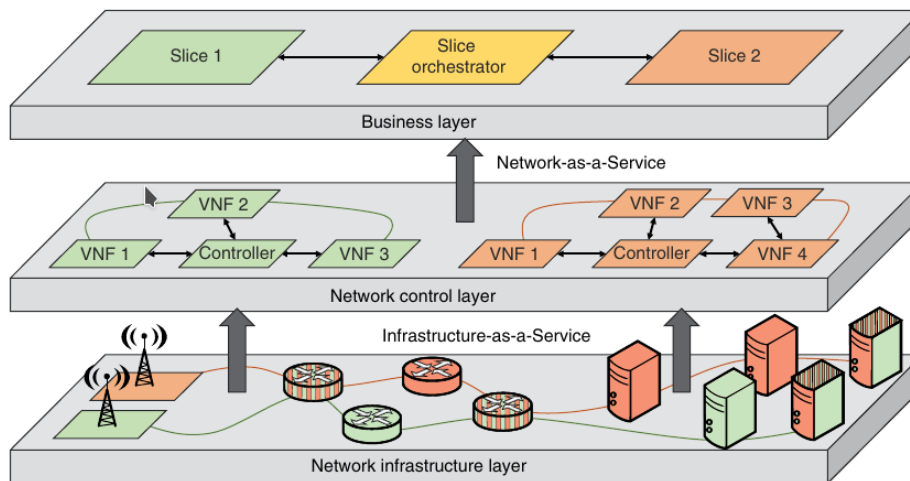 Slice 1
Slice
orchestrator
Slice 2
Business layer
Network-as-a-Service
VNF 2
VNF 1
Controller
VNF 3
VNF 2
VNF 3
VNF 1
Controller
VNF 4
Network control layer
Infrastructure-as-a-Service
Network infrastructure layer